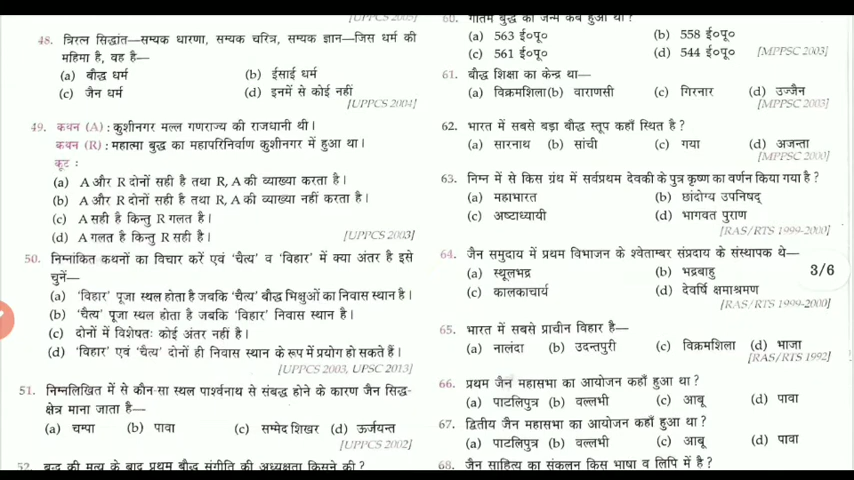 [UPPCS 2005]
48. त्रिरत्न सिद्धांत—सम्यक धारणा, सम्यक चरित्र, सम्यक ज्ञान—जिस धर्म की
महिमा है, वह है—
(a) बौद्ध धर्म (b) ईसाई धर्म
(c) जैन धर्म (d) इनमें से कोई नहीं
[UPPCS 2004]
49. कथन (A) : कुशीनगर मल्ल गणराज्य की राजधानी थी।
कथन (R) : महात्मा बुद्ध का महापरिनिर्वाण कुशीनगर में हुआ था।
कूट :
(a) A और R दोनों सही है तथा R, A की व्याख्या करता है।
(b) A और R दोनों सही है तथा R, A की व्याख्या नहीं करता है।
(c) A सही है किन्तु R गलत है।
(d) A गलत है किन्तु R सही है।
[UPPCS 2003]
50. निम्नांकित कथनों का विचार करें एवं 'चैत्य' व 'विहार' में क्या अंतर है इसे
चुनें—
(a) 'विहार' पूजा स्थल होता है जबकि 'चैत्य' बौद्ध भिक्षुओं का निवास स्थान है।
(b) 'चैत्य' पूजा स्थल होता है जबकि 'विहार' निवास स्थान है।
(c) दोनों में विशेषतः कोई अंतर नहीं है।
(d) 'विहार' एवं 'चैत्य' दोनों ही निवास स्थान के रूप में प्रयोग हो सकते हैं।
[UPPCS 2003, UPSC 2013]
51. निम्नलिखित में से कौन-सा स्थल पार्श्वनाथ से संबद्ध होने के कारण जैन सिद्ध-
क्षेत्र माना जाता है—
(a) चम्पा (b) पावा (c) सम्मेद शिखर (d) ऊर्जयन्त
[UPPCS 2002]
52. बुद्ध की मृत्यु के बाद प्रथम बौद्ध संगीति की अध्यक्षता किसने की?
60. गौतम बुद्ध का जन्म कब हुआ था?
(a) 563 ई०पू० (b) 558 ई०पू०
(c) 561 ई०पू० (d) 544 ई०पू०
[MPPSC 2003]
61. बौद्ध शिक्षा का केन्द्र था—
(a) विक्रमशिला (b) वाराणसी (c) गिरनार (d) उज्जैन
[MPPSC 2003]
62. भारत में सबसे बड़ा बौद्ध स्तूप कहाँ स्थित है?
(a) सारनाथ (b) सांची (c) गया (d) अजन्ता
[MPPSC 2000]
63. निम्न में से किस ग्रंथ में सर्वप्रथम देवकी के पुत्र कृष्ण का वर्णन किया गया है?
(a) महाभारत (b) छांदोग्य उपनिषद्
(c) अष्टाध्यायी (d) भागवत पुराण
[RAS/RTS 1999-2000]
64. जैन समुदाय में प्रथम विभाजन के श्वेताम्बर संप्रदाय के संस्थापक थे—
(a) स्थूलभद्र (b) भद्रबाहु
(c) कालकाचार्य (d) देवर्षि क्षमाश्रमण
[RAS/RTS 1999-2000]
3/6
65. भारत में सबसे प्राचीन विहार है—
(a) नालंदा (b) उदन्तपुरी (c) विक्रमशिला (d) भाजा
[RAS/RTS 1992]
66. प्रथम जैन महासभा का आयोजन कहाँ हुआ था?
(a) पाटलिपुत्र (b) वल्लभी (c) आबू (d) पावा
67. द्वितीय जैन महासभा का आयोजन कहाँ हुआ था?
(a) पाटलिपुत्र (b) वल्लभी (c) आबू (d) पावा
68. जैन साहित्य का संकलन किस भाषा व लिपि में है?